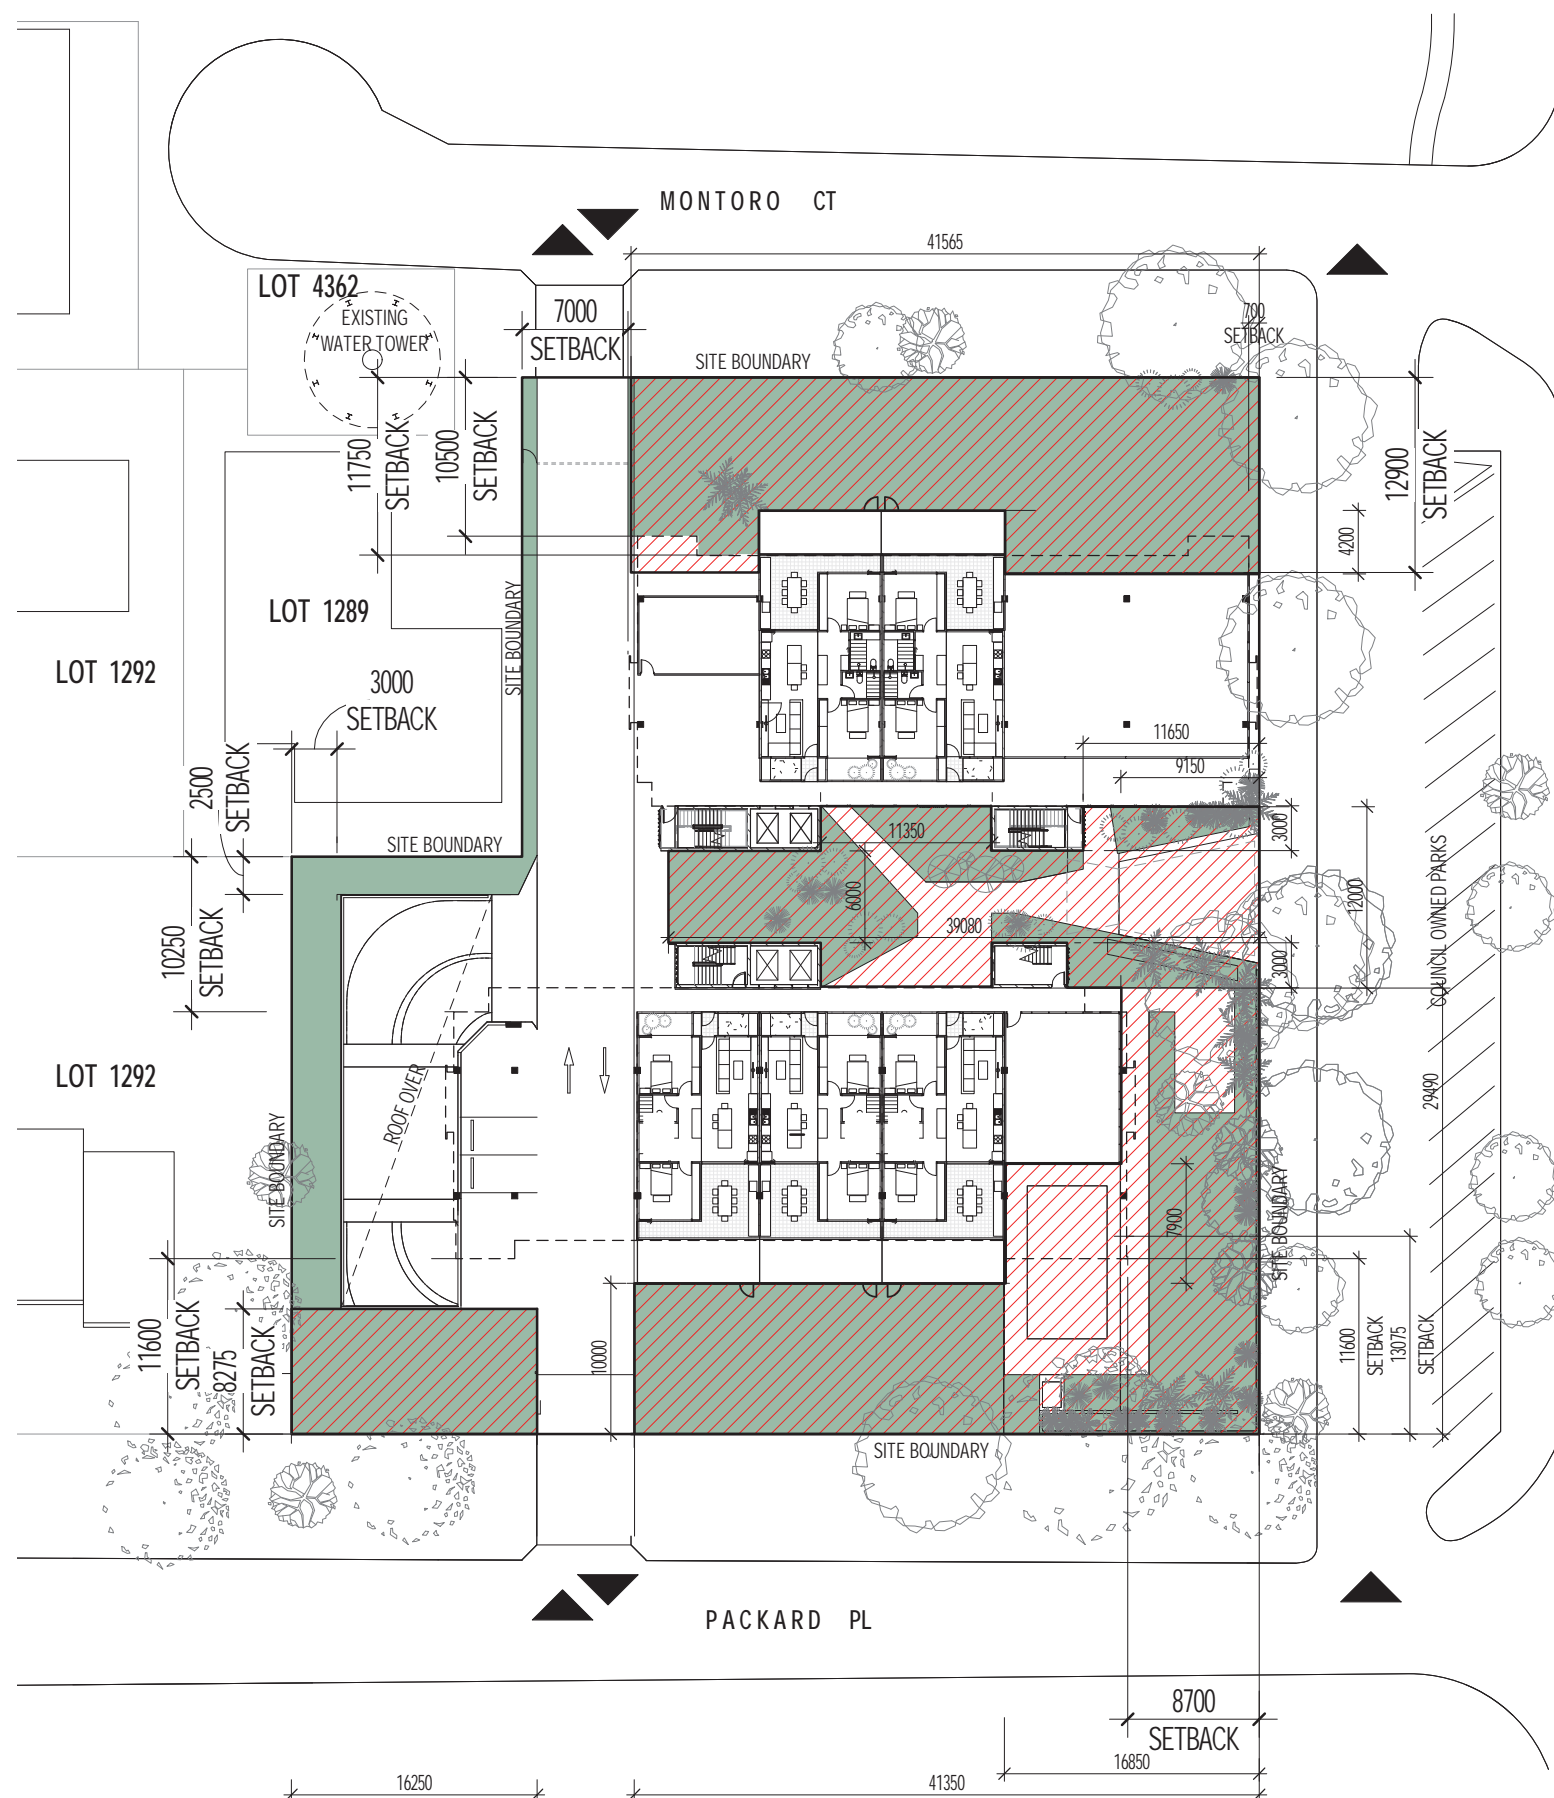 MONTORO CT
41565
LOT 4362
EXISTING
WATER TOWER
7000
SETBACK
700
SETBACK
SITE BOUNDARY
11750
SETBACK
10500
SETBACK
12900
SETBACK
4200
LOT 1289
SITE BOUNDARY
LOT 1292
3000
SETBACK
11650
9150
2500
SETBACK
SITE BOUNDARY
11350
3000
6000
12000
COUNCIL OWNED PARKS
39080
3000
10250
SETBACK
LOT 1292
ROOF OVER
29490
SITE BOUNDARY
SITE BOUNDARY
7900
11600
SETBACK
8275
SETBACK
10000
11600
SETBACK
13075
SETBACK
SITE BOUNDARY
PACKARD PL
8700
SETBACK
16850
16250
41350